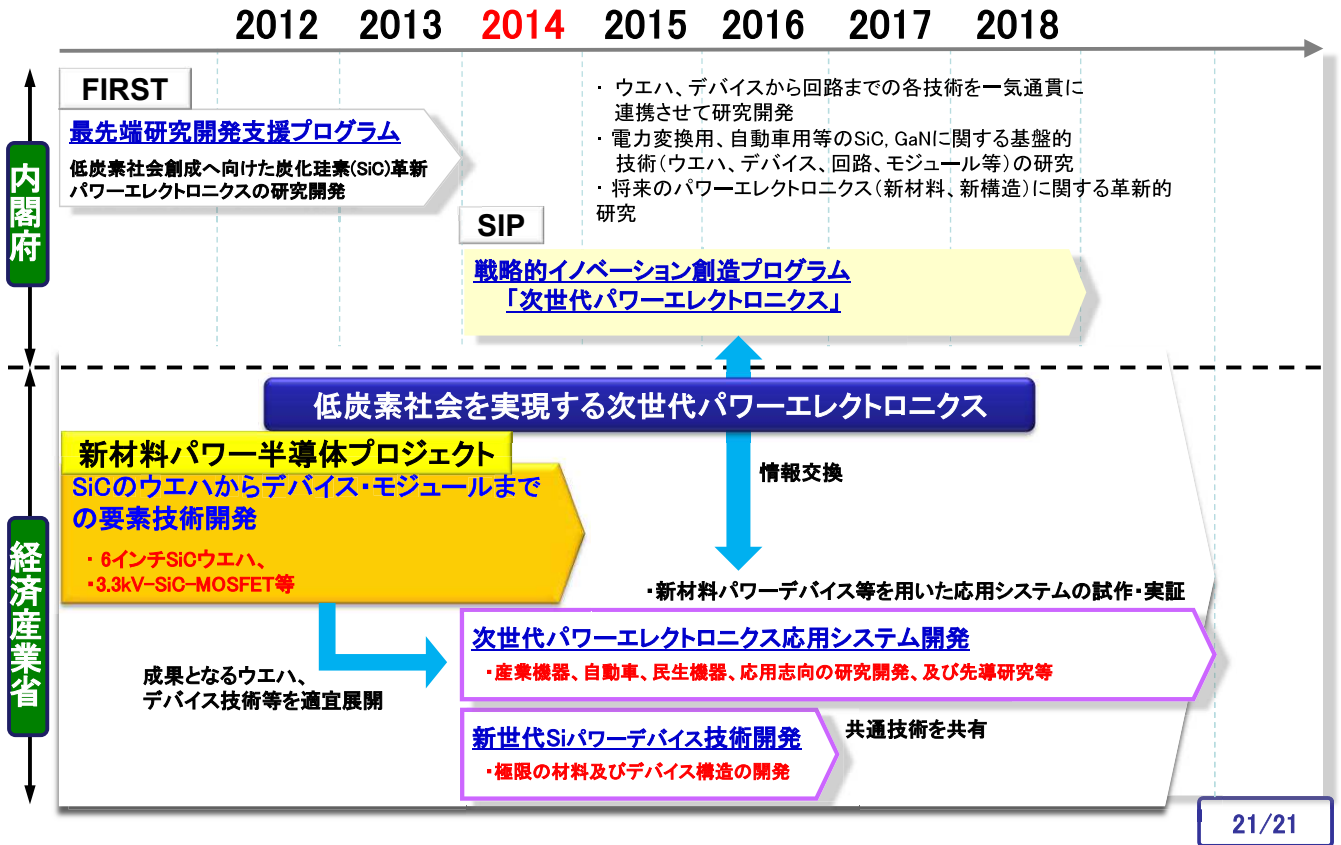 2012 2013 2014 2015 2016 2017 2018
内閣府
FIRST
最先端研究開発支援プログラム
低炭素社会創成へ向けた炭化珪素(SiC)革新
パワーエレクトロニクスの研究開発
・ ウエハ、デバイスから回路までの各技術を一気通貫に
連携させて研究開発
・ 電力変換用、自動車用等のSiC, GaNに関する基盤的
技術（ウエハ、デバイス、回路、モジュール等）の研究
・ 将来のパワーエレクトロニクス（新材料、新構造）に関する革新的
研究
SIP
戦略的イノベーション創造プログラム
「次世代パワーエレクトロニクス」
経済産業省
低炭素社会を実現する次世代パワーエレクトロニクス
新材料パワー半導体プロジェクト
SiCのウエハからデバイス・モジュールまで
の要素技術開発
・ 6インチSiCウエハ、
・3.3kV-SiC-MOSFET等
情報交換
・新材料パワーデバイス等を用いた応用システムの試作・実証
次世代パワーエレクトロニクス応用システム開発
・産業機器、自動車、民生機器、応用志向の研究開発、及び先導研究等
成果となるウエハ、
デバイス技術等を適宜展開
新世代Siパワーデバイス技術開発
・極限の材料及びデバイス構造の開発
共通技術を共有
21/21